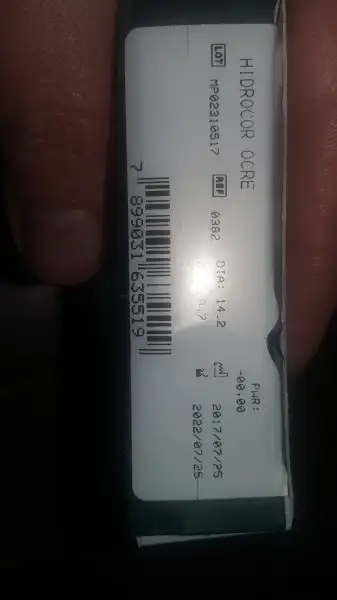 HIDROCOR OCRE
PWR:
-00,00
LOT MP02310517 REF 0382 DIA: 14.2
2017/07/25
2022/07/25
7 899031 635519